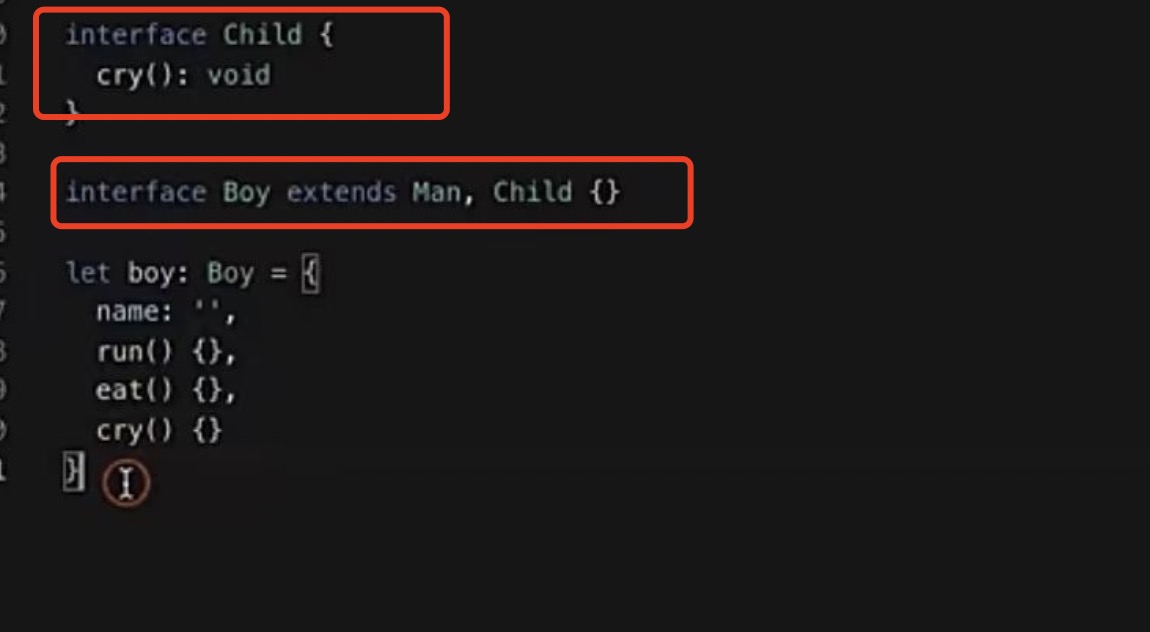 interface Child {
cry(): void
}
interface Boy extends Man, Child {}
let boy: Boy = {
name: '',
run() {},
eat() {},
cry() {}
}